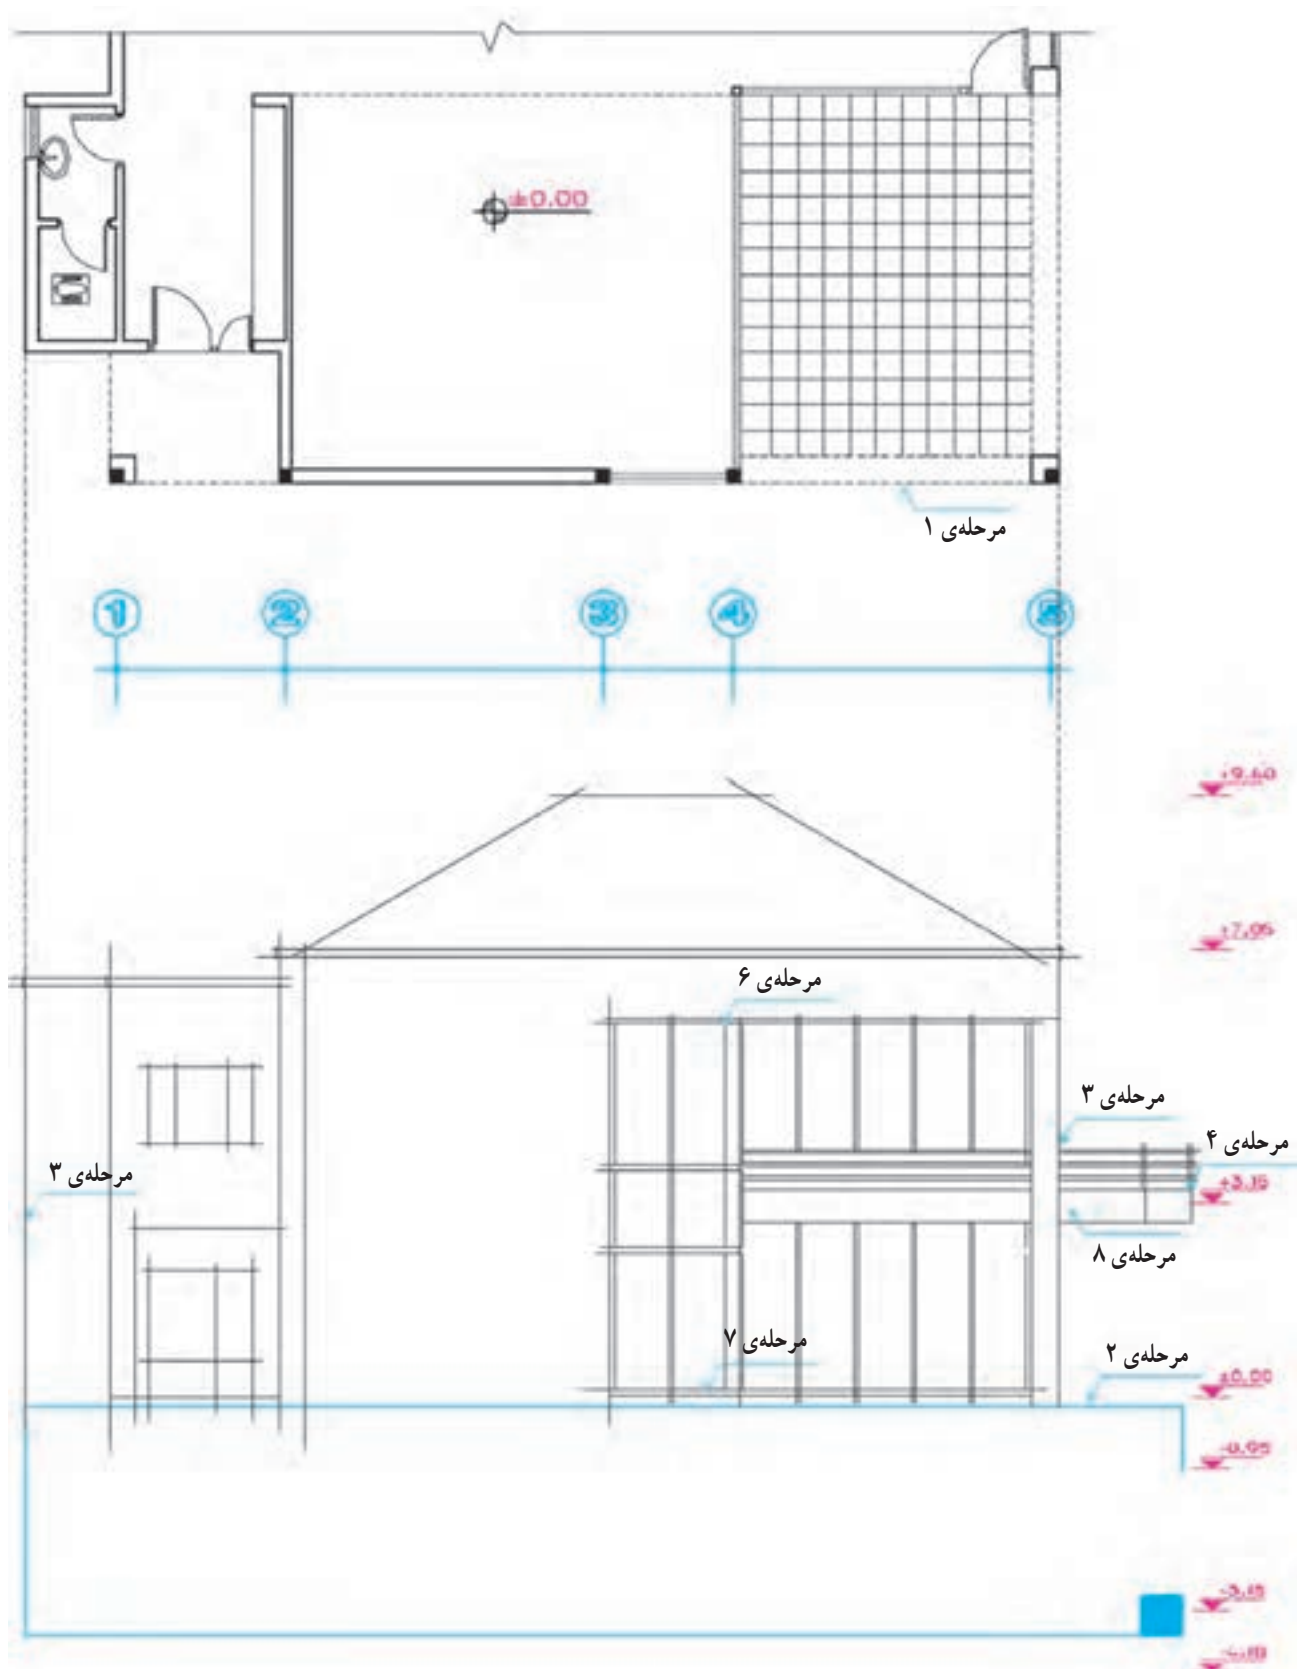 ±0.00
مرحله‌ی ۱
1 2 3 4 5
+9.60
+7.05
مرحله‌ی ۶
مرحله‌ی ۳
مرحله‌ی ۴
مرحله‌ی ۳
+3.15
مرحله‌ی ۸
مرحله‌ی ۷
مرحله‌ی ۲
±0.00
-0.95
-3.15